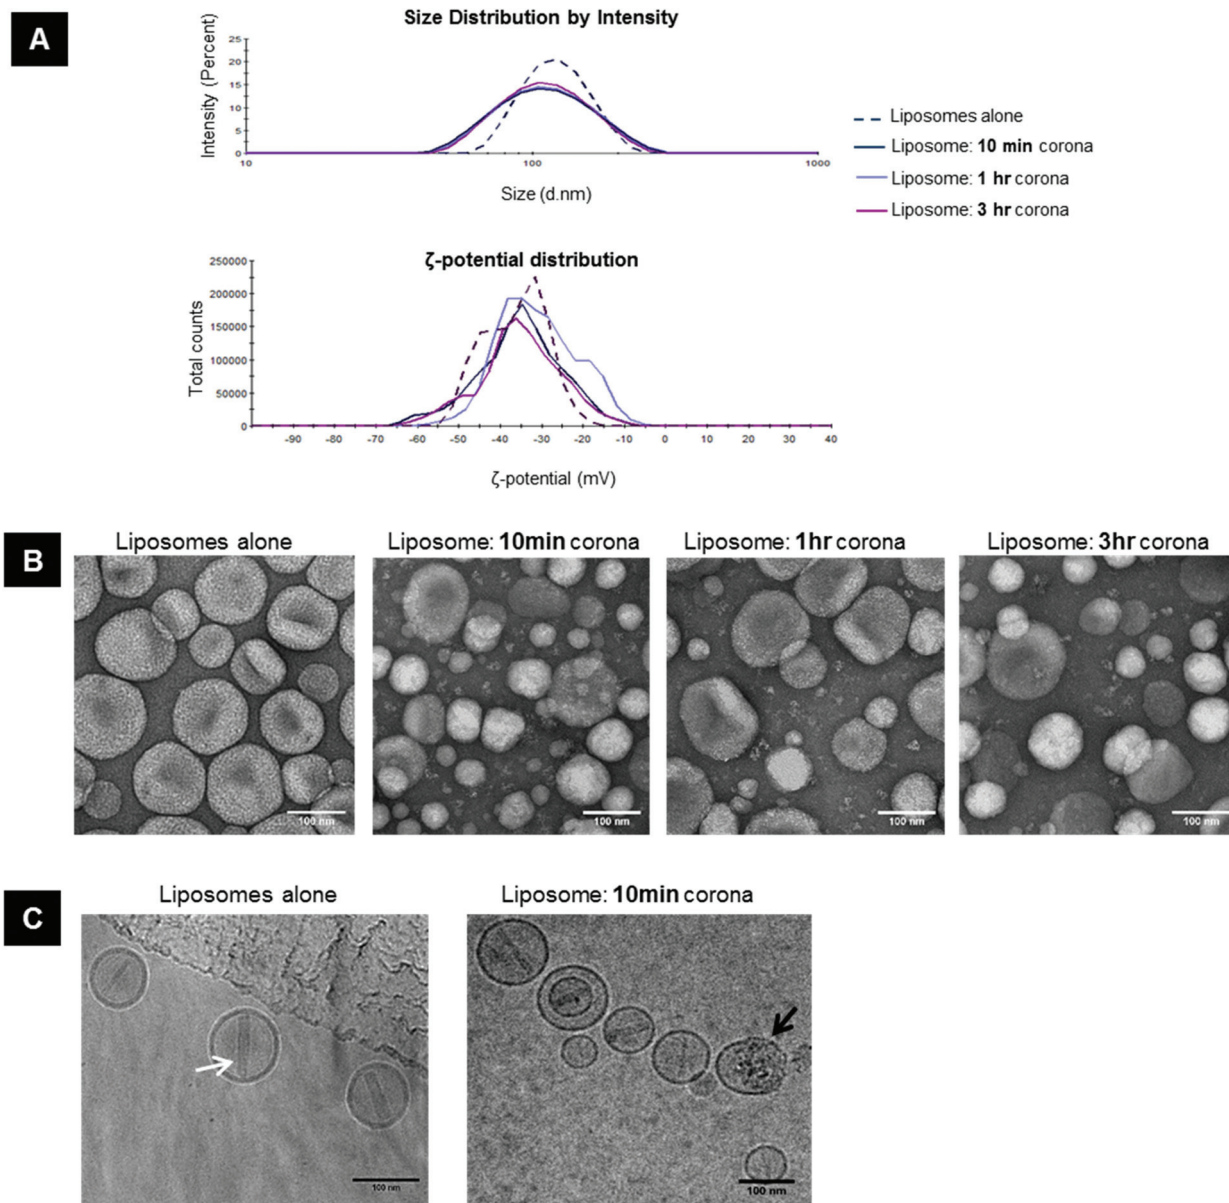 A
Size Distribution by Intensity
Intensity (Percent)
25
20
15
10
5
0
10
100
1000
Size (d.nm)
Liposomes alone
Liposome: 10 min corona
Liposome: 1 hr corona
Liposome: 3 hr corona
ζ-potential distribution
Total counts
250000
200000
150000
100000
50000
0
-90 -80 -70 -60 -50 -40 -30 -20 -10 0 10 20 30 40
ζ-potential (mV)
B
Liposomes alone
Liposome: 10min corona
Liposome: 1hr corona
Liposome: 3hr corona
100 nm
100 nm
100 nm
100 nm
C
Liposomes alone
Liposome: 10min corona
100 nm
100 nm